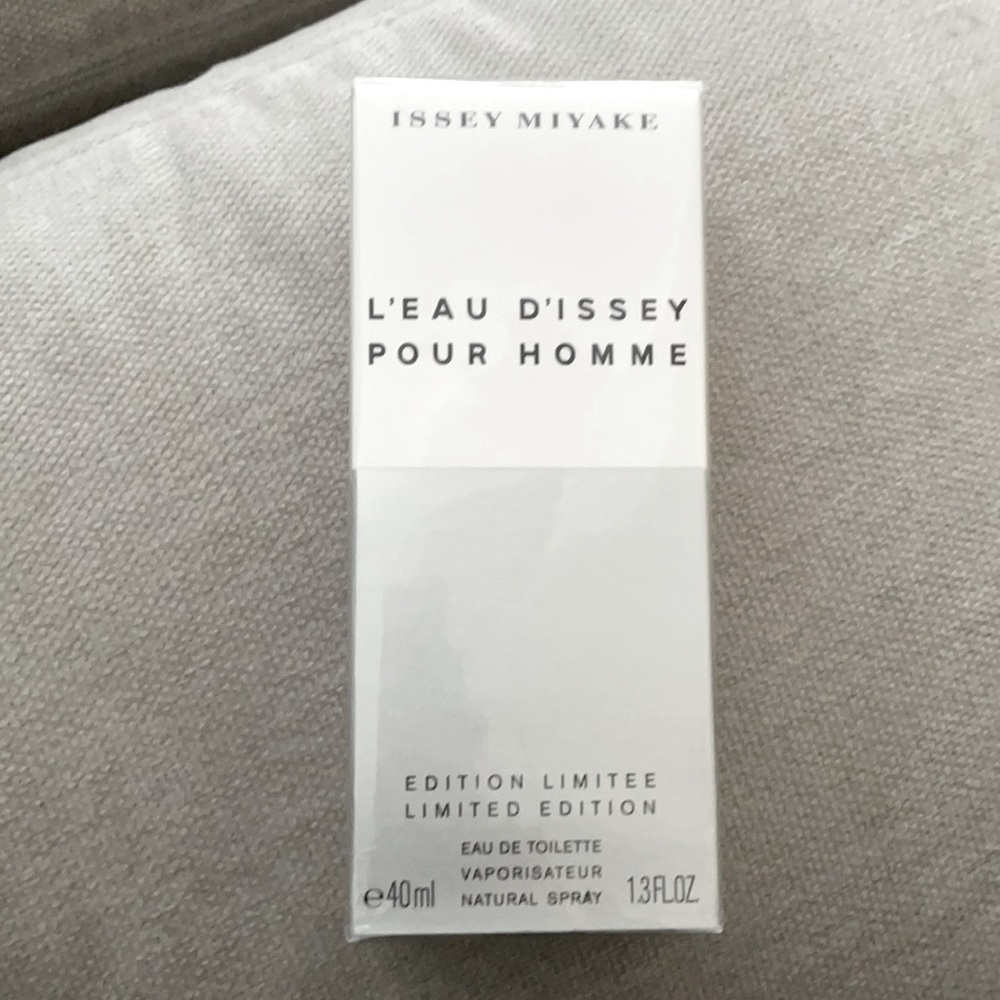 ISSEY MIYAKE
L'EAU D'ISSEY
POUR HOMME
EDITION LIMITEE
LIMITED EDITION
EAU DE TOILETTE
VAPORISATEUR
℮40ml NATURAL SPRAY 1.3FL.OZ.